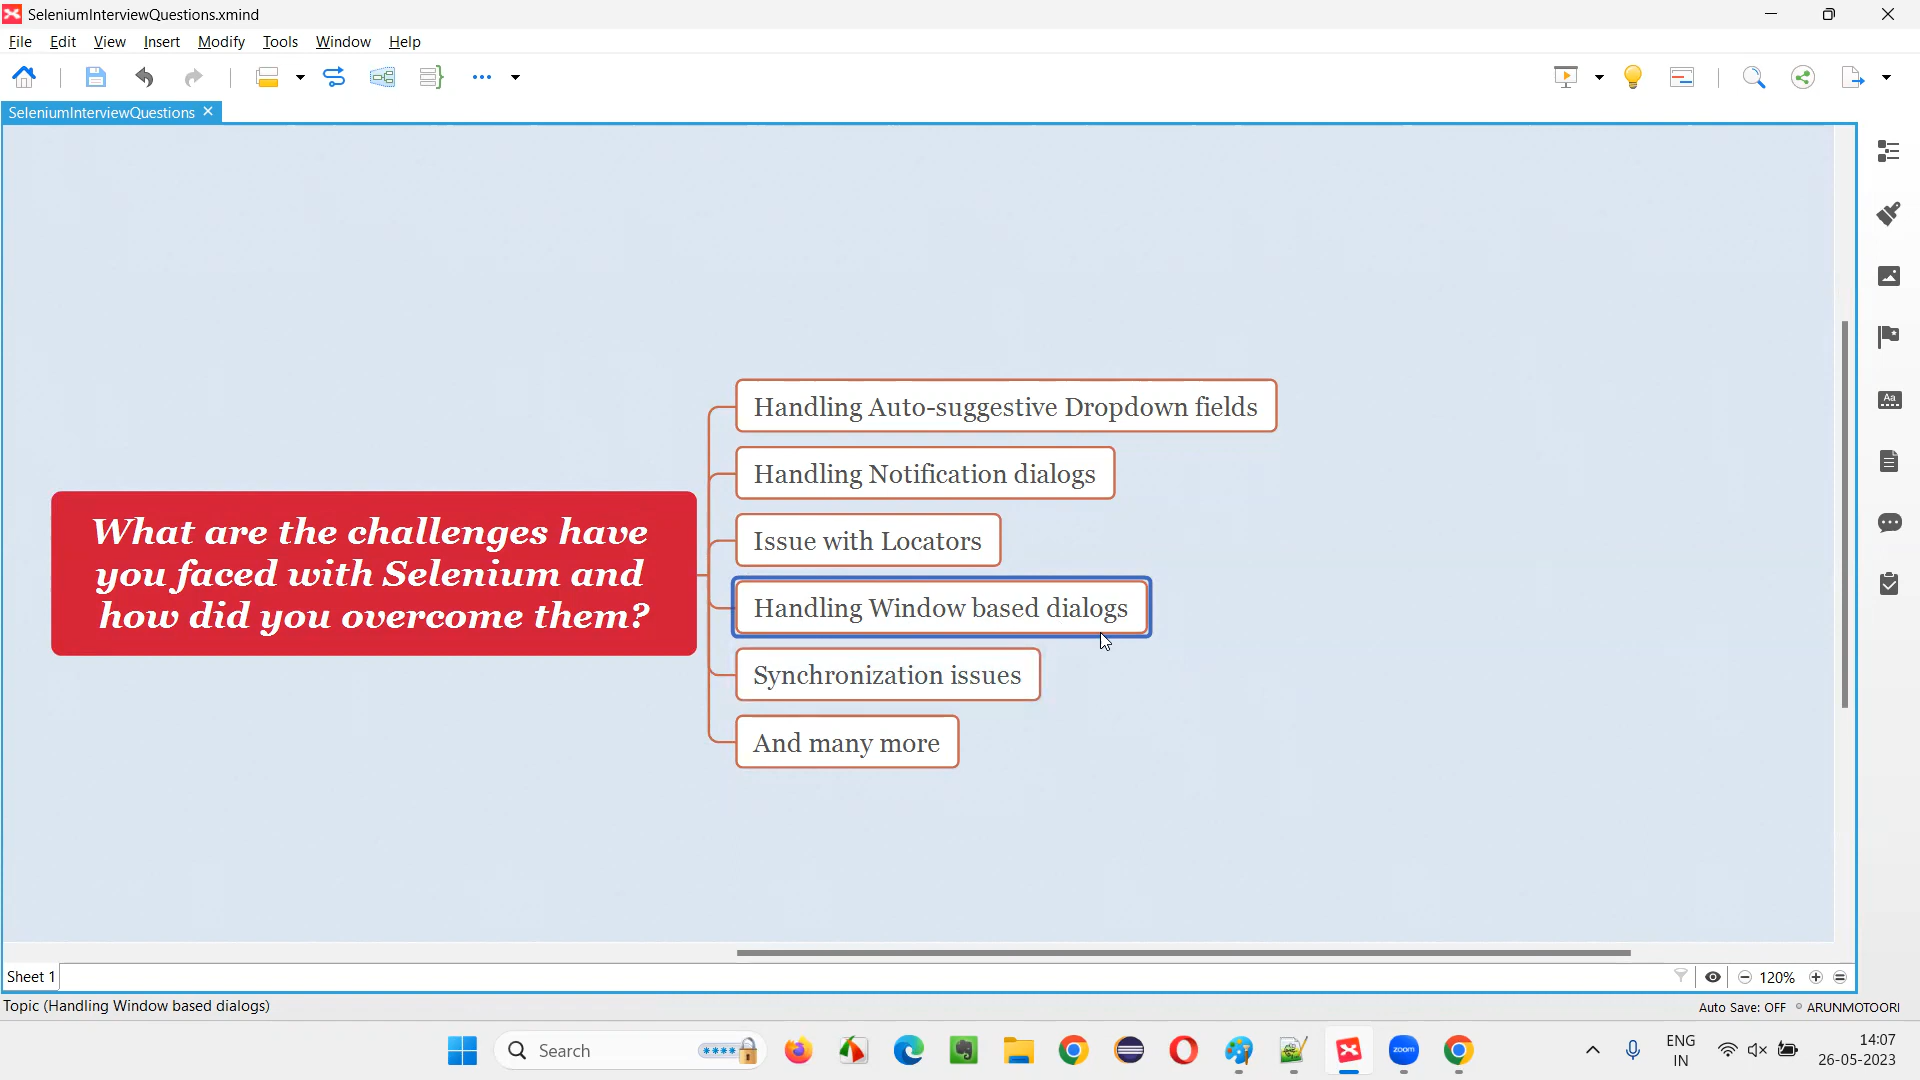 SeleniumInterviewQuestions.xmind
File Edit View Insert Modify Tools Window Help
SeleniumInterviewQuestions
What are the challenges have
you faced with Selenium and
how did you overcome them?
Handling Auto-suggestive Dropdown fields
Handling Notification dialogs
Issue with Locators
Handling Window based dialogs
Synchronization issues
And many more
Aa
Sheet 1
120%
Topic (Handling Window based dialogs)
Auto Save: OFF ARUNMOTOORI
Search
zoom
ENG
IN
14:07
26-05-2023